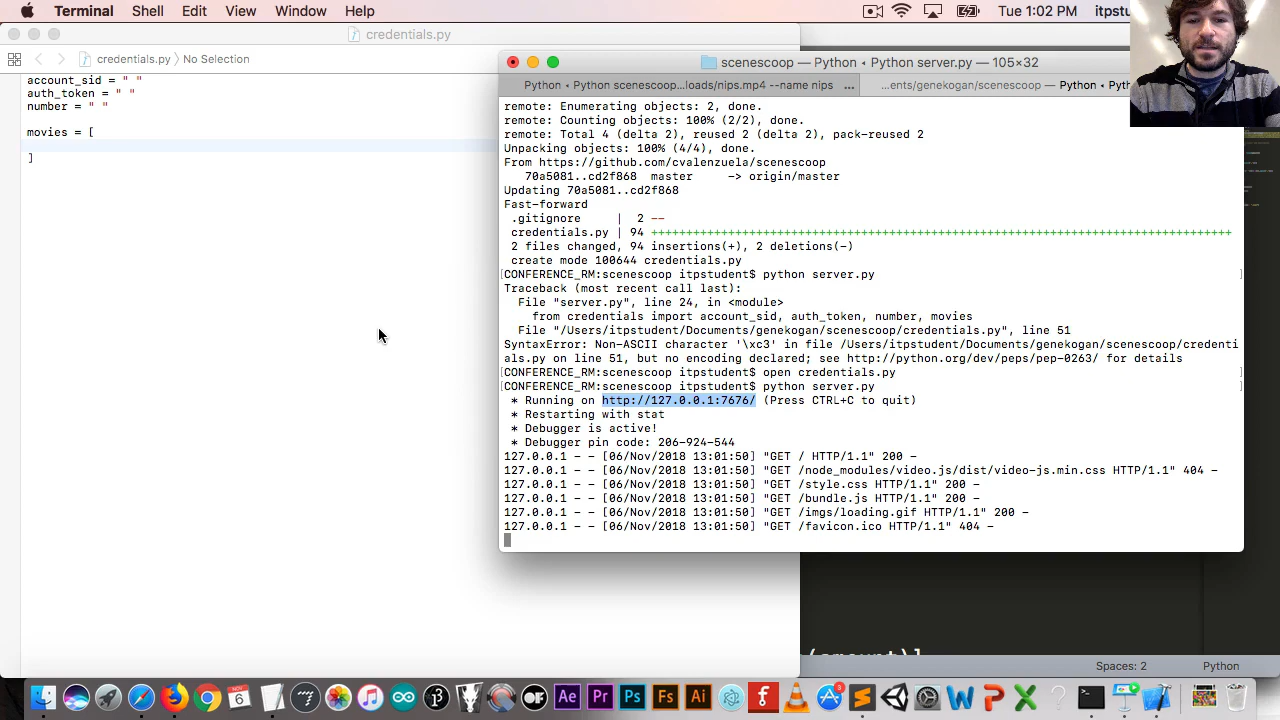 Terminal Shell Edit View Window Help
Tue 1:02 PM itpstu
credentials.py
credentials.py No Selection
account_sid = " "
auth_token = " "
number = " "
movies = [
]
scenescoop — Python ‹ Python server.py — 105×32
Python ‹ Python scenescoop...loads/nips.mp4 --name nips ...
...ents/genekogan/scenescoop — Python ‹ Pyth
remote: Enumerating objects: 2, done.
remote: Counting objects: 100% (2/2), done.
remote: Total 4 (delta 2), reused 2 (delta 2), pack-reused 2
Unpacking objects: 100% (4/4), done.
From https://github.com/cvalenzuela/scenescoop
70a5081..cd2f868 master -> origin/master
Updating 70a5081..cd2f868
Fast-forward
.gitignore | 2 --
credentials.py | 94 ++++++++++++++++++++++++++++++++++++++++++++++++++++++++++++++++++++++++++++++++++
2 files changed, 94 insertions(+), 2 deletions(-)
create mode 100644 credentials.py
[CONFERENCE_RM:scenescoop itpstudent$ python server.py ]
Traceback (most recent call last):
File "server.py", line 24, in <module>
from credentials import account_sid, auth_token, number, movies
File "/Users/itpstudent/Documents/genekogan/scenescoop/credentials.py", line 51
SyntaxError: Non-ASCII character '\xc3' in file /Users/itpstudent/Documents/genekogan/scenescoop/credenti
als.py on line 51, but no encoding declared; see http://python.org/dev/peps/pep-0263/ for details
[CONFERENCE_RM:scenescoop itpstudent$ open credentials.py ]
[CONFERENCE_RM:scenescoop itpstudent$ python server.py ]
* Running on http://127.0.0.1:7676/ (Press CTRL+C to quit)
* Restarting with stat
* Debugger is active!
* Debugger pin code: 206-924-544
127.0.0.1 - - [06/Nov/2018 13:01:50] "GET / HTTP/1.1" 200 -
127.0.0.1 - - [06/Nov/2018 13:01:50] "GET /node_modules/video.js/dist/video-js.min.css HTTP/1.1" 404 -
127.0.0.1 - - [06/Nov/2018 13:01:50] "GET /style.css HTTP/1.1" 200 -
127.0.0.1 - - [06/Nov/2018 13:01:50] "GET /bundle.js HTTP/1.1" 200 -
127.0.0.1 - - [06/Nov/2018 13:01:50] "GET /imgs/loading.gif HTTP/1.1" 200 -
127.0.0.1 - - [06/Nov/2018 13:01:50] "GET /favicon.ico HTTP/1.1" 404 -
Spaces: 2 Python
NOV
6
OF Ae Pr Ps Fs Ai